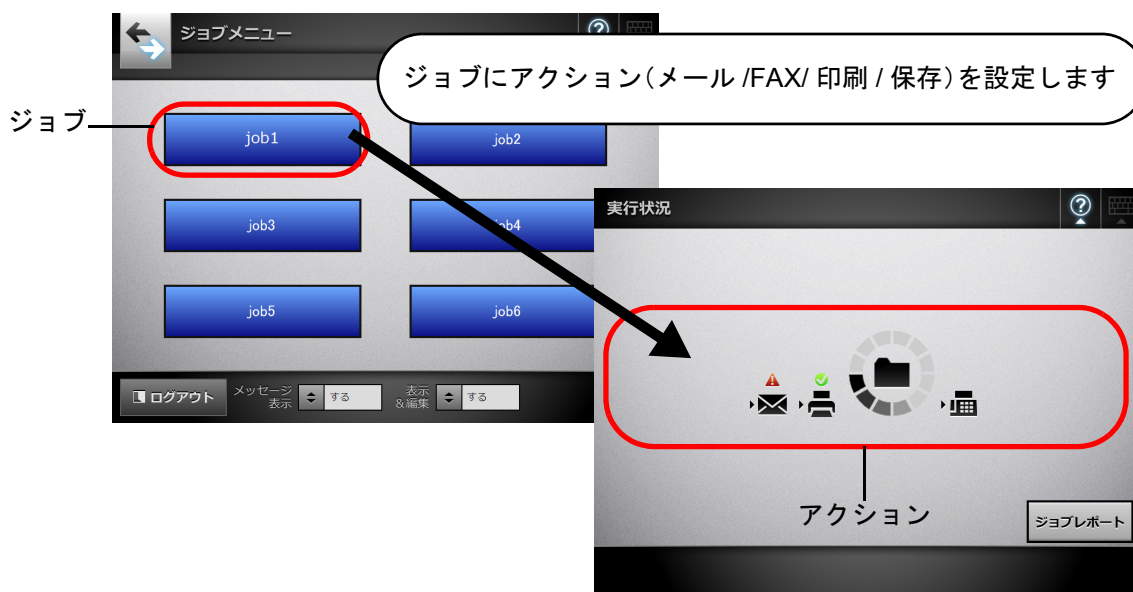 ジョブメニュー
ジョブにアクション(メール /FAX/ 印刷 / 保存)を設定します
ジョブ
job1
job2
job3
job4
job5
job6
ログアウト
メッセージ
表示
する
表示
&編集
する
実行状況
アクション
ジョブレポート